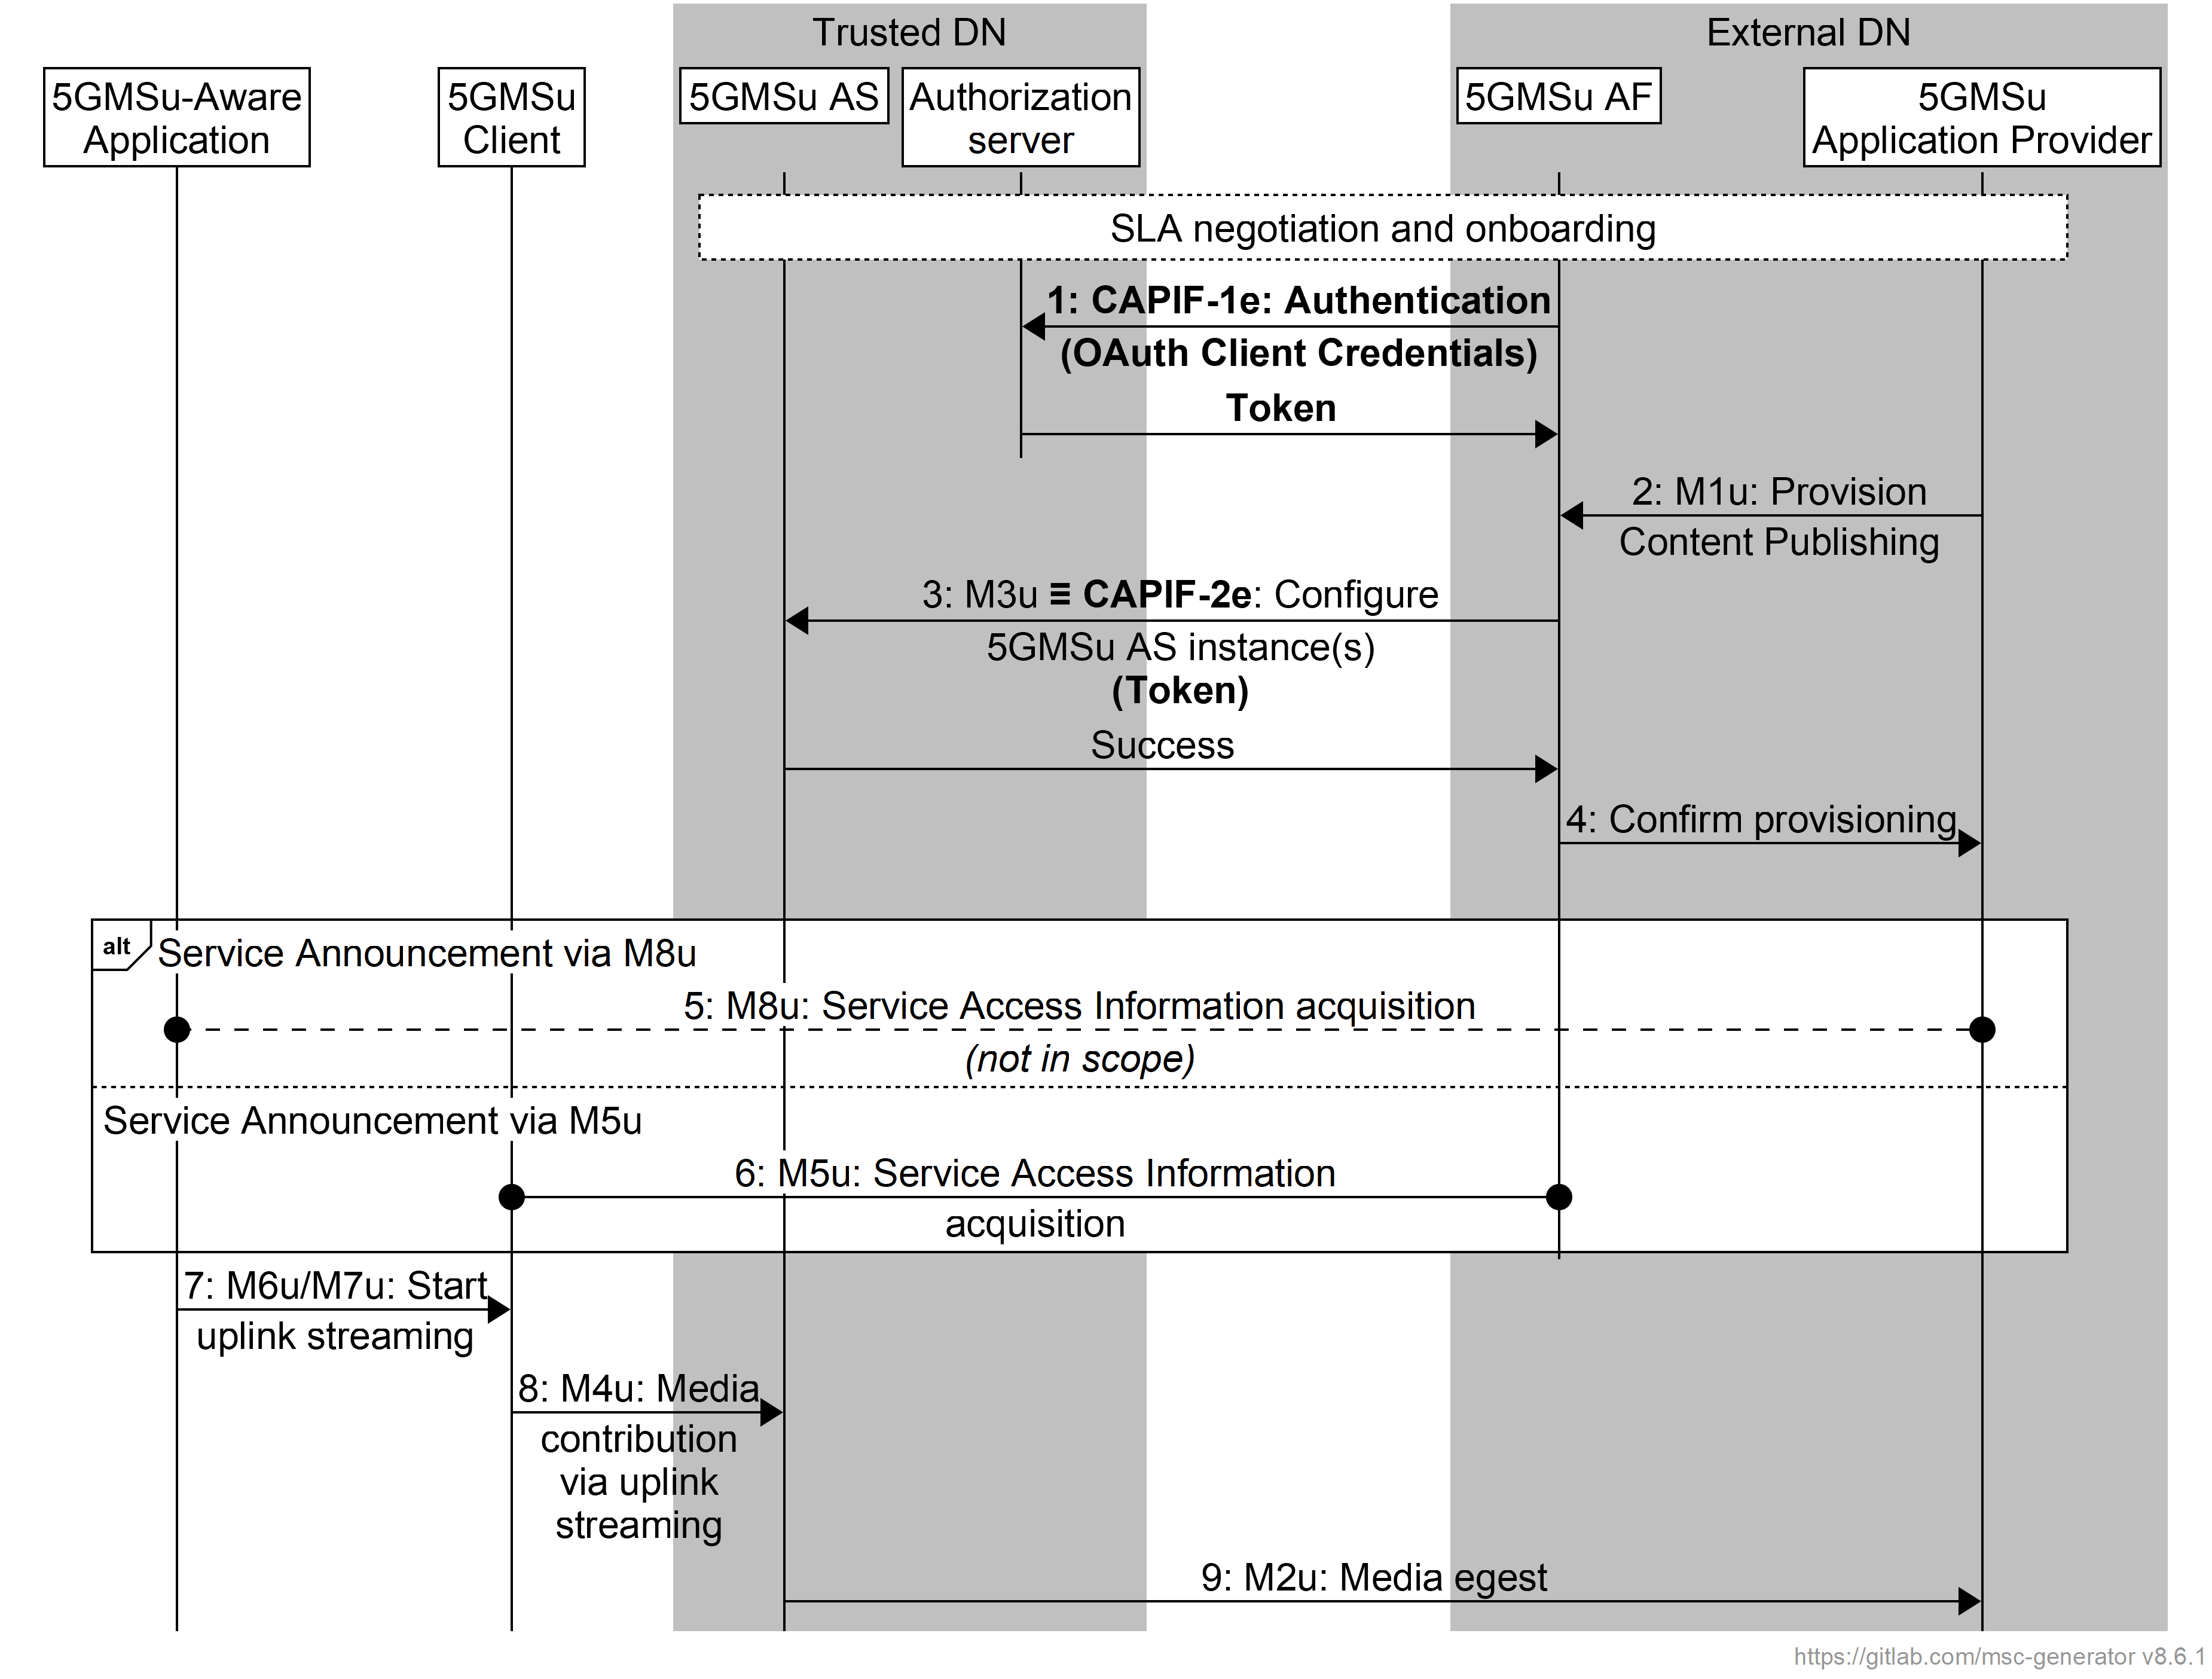 Trusted DN
External DN
5GMSu-Aware
Application
5GMSu
Client
5GMSu AS
Authorization
server
5GMSu AF
5GMSu
Application Provider
SLA negotiation and onboarding
1: CAPIF-1e: Authentication
(OAuth Client Credentials)
Token
2: M1u: Provision
Content Publishing
3: M3u ≡ CAPIF-2e: Configure
5GMSu AS instance(s)
(Token)
Success
4: Confirm provisioning
alt
Service Announcement via M8u
5: M8u: Service Access Information acquisition
(not in scope)
Service Announcement via M5u
6: M5u: Service Access Information
acquisition
7: M6u/M7u: Start
uplink streaming
8: M4u: Media
contribution
via uplink
streaming
9: M2u: Media egest
https://gitlab.com/msc-generator v8.6.1